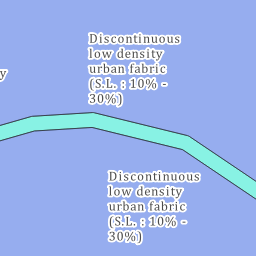 Discontinuous
low density
urban fabric
(S.L. : 10% -
30%)
y
Discontinuous
low density
urban fabric
(S.L. : 10% -
30%)